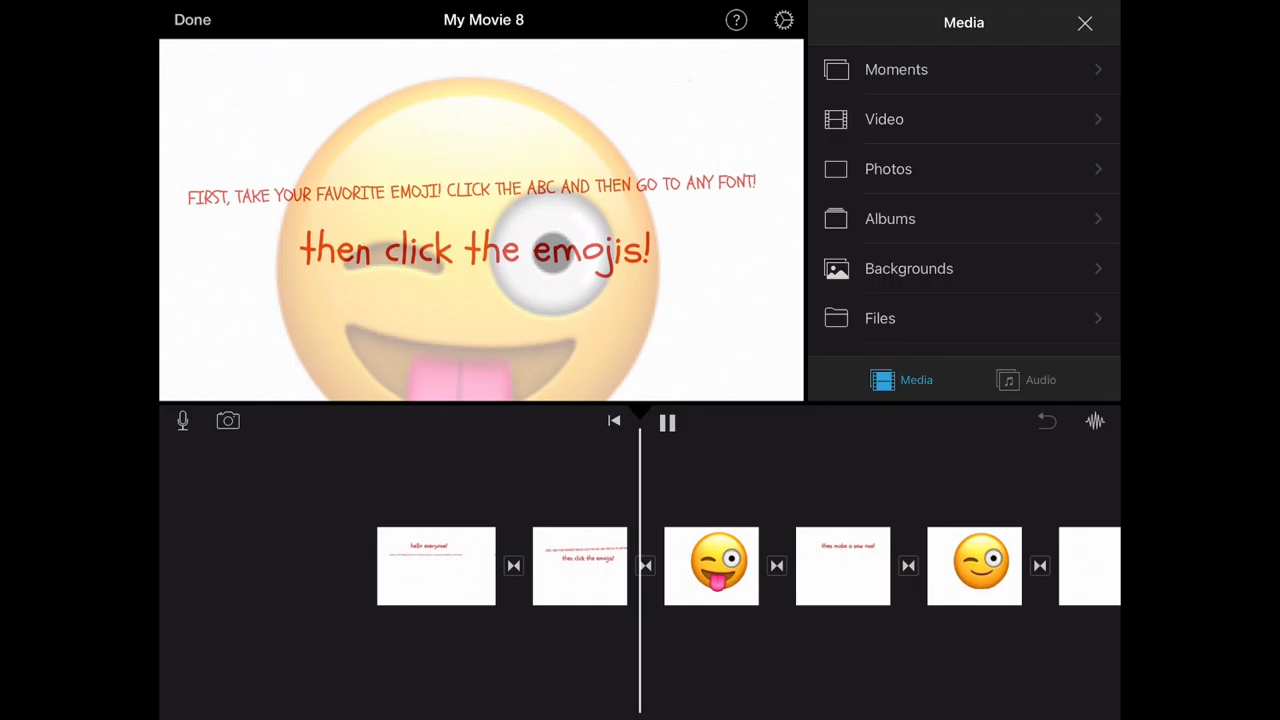 Done
My Movie 8
?
Media
FIRST, TAKE YOUR FAVORITE EMOJI! CLICK THE ABC AND THEN GO TO ANY FONT!
then click the emojis!
Moments
Video
Photos
Albums
Backgrounds
Files
Media
Audio
hello everyone!
then click the emojis!
then make a new mat